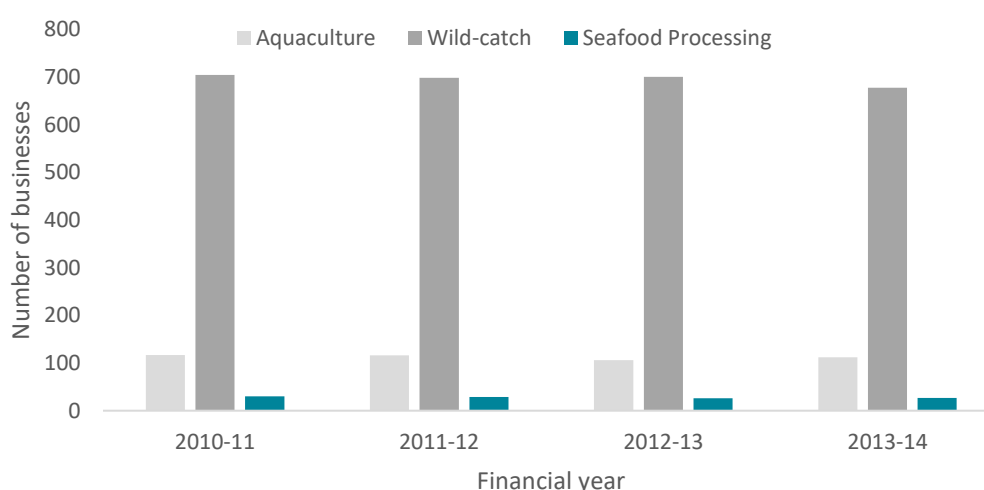 800
Aquaculture Wild-catch Seafood Processing
700
600
500
400
300
200
100
0
Number of businesses
2010-11 2011-12 2012-13 2013-14
Financial year